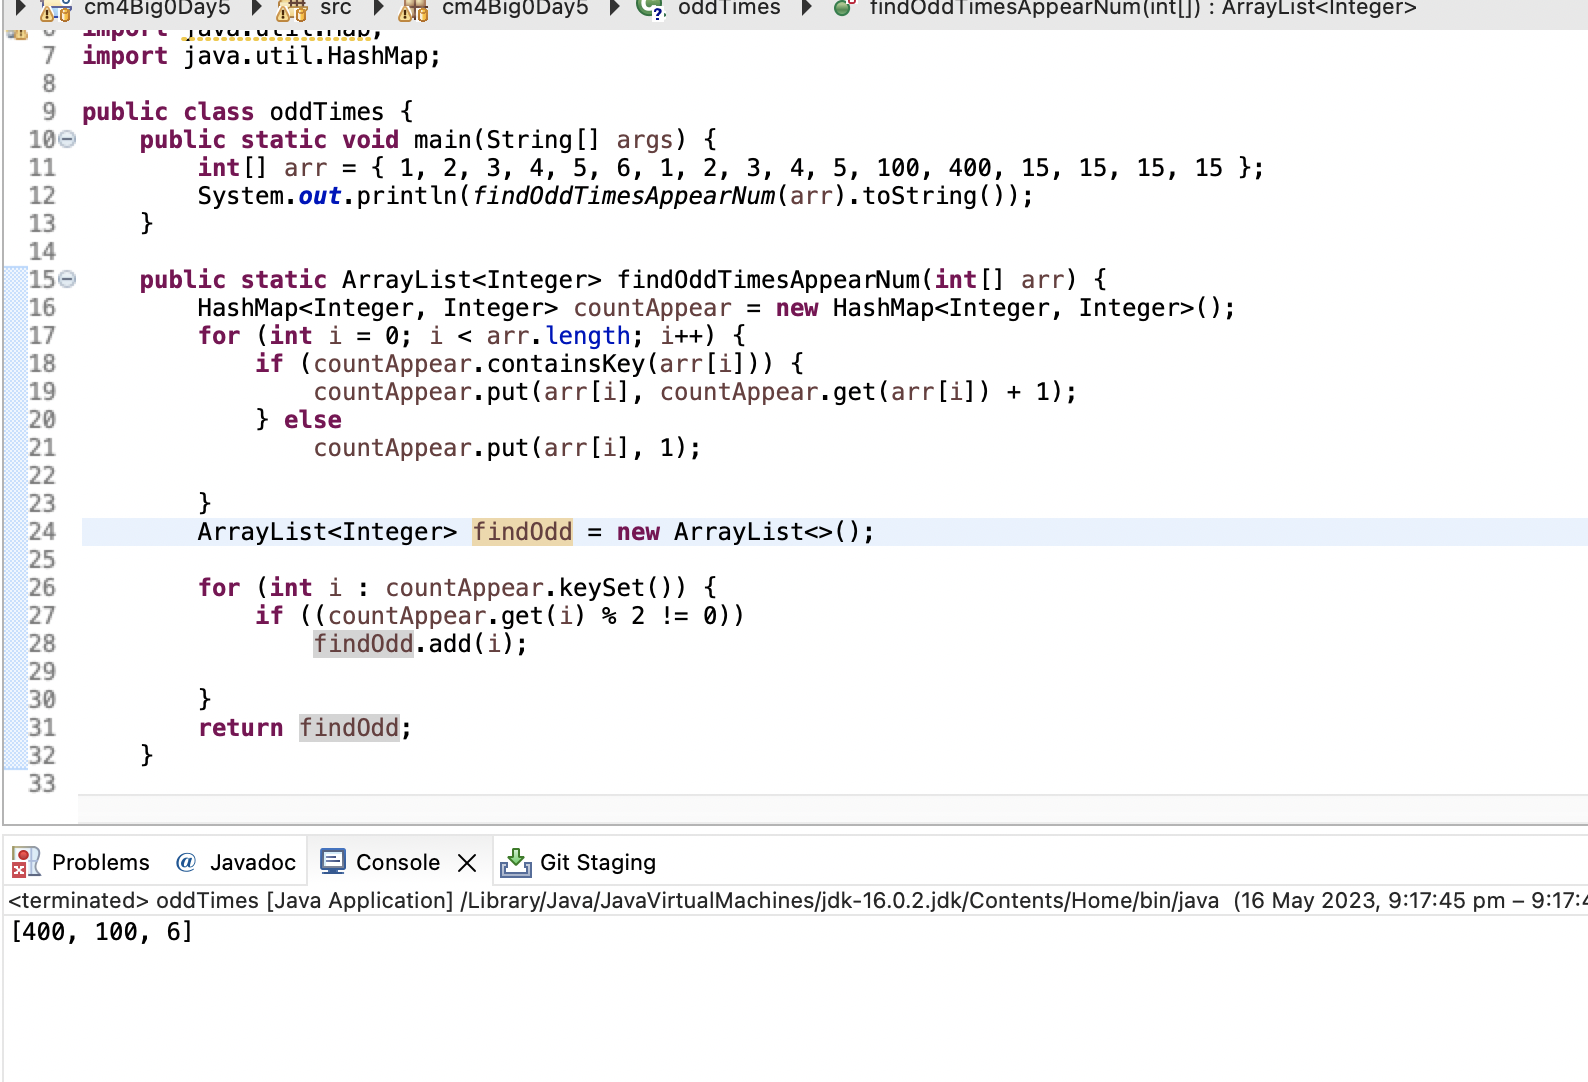 cm4BigODay5 src cm4BigODay5 oddTimes findOddTimesAppearNum(int[]) : ArrayList<Integer>
6 import java.util.Map;
7 import java.util.HashMap;
8
9 public class oddTimes {
10 public static void main(String[] args) {
11 int[] arr = { 1, 2, 3, 4, 5, 6, 1, 2, 3, 4, 5, 100, 400, 15, 15, 15, 15 };
12 System.out.println(findOddTimesAppearNum(arr).toString());
13 }
14
15 public static ArrayList<Integer> findOddTimesAppearNum(int[] arr) {
16 HashMap<Integer, Integer> countAppear = new HashMap<Integer, Integer>();
17 for (int i = 0; i < arr.length; i++) {
18 if (countAppear.containsKey(arr[i])) {
19 countAppear.put(arr[i], countAppear.get(arr[i]) + 1);
20 } else
21 countAppear.put(arr[i], 1);
22
23 }
24 ArrayList<Integer> findOdd = new ArrayList<>();
25
26 for (int i : countAppear.keySet()) {
27 if ((countAppear.get(i) % 2 != 0))
28 findOdd.add(i);
29
30 }
31 return findOdd;
32 }
33
Problems @ Javadoc Console Git Staging
<terminated> oddTimes [Java Application] /Library/Java/JavaVirtualMachines/jdk-16.0.2.jdk/Contents/Home/bin/java (16 May 2023, 9:17:45 pm – 9:17:4
[400, 100, 6]